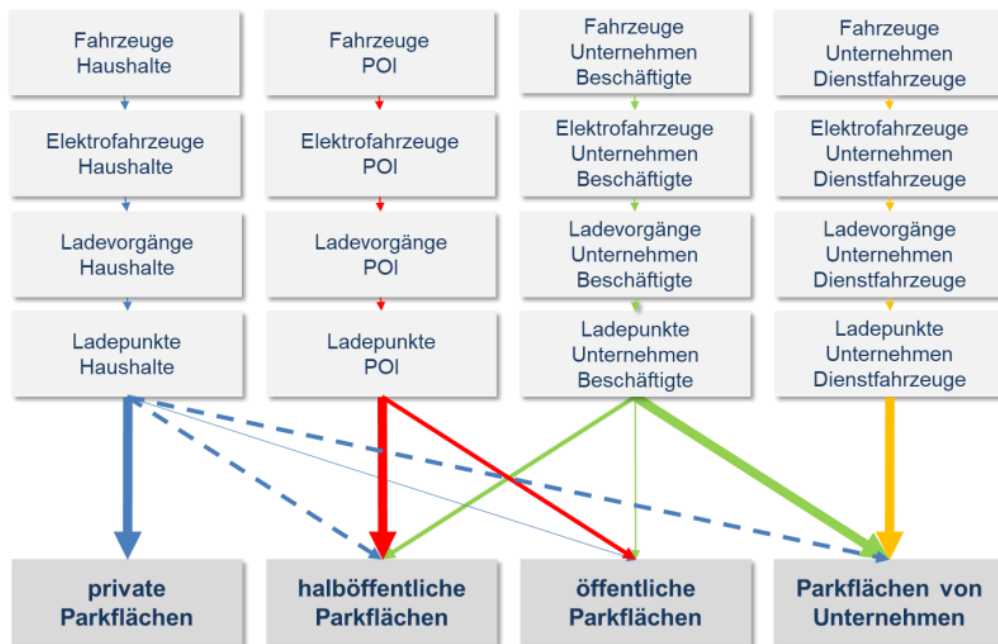 Fahrzeuge
Haushalte
Fahrzeuge
POI
Fahrzeuge
Unternehmen
Beschäftigte
Fahrzeuge
Unternehmen
Dienstfahrzeuge
Elektrofahrzeuge
Haushalte
Elektrofahrzeuge
POI
Elektrofahrzeuge
Unternehmen
Beschäftigte
Elektrofahrzeuge
Unternehmen
Dienstfahrzeuge
Ladevorgänge
Haushalte
Ladevorgänge
POI
Ladevorgänge
Unternehmen
Beschäftigte
Ladevorgänge
Unternehmen
Dienstfahrzeuge
Ladepunkte
Haushalte
Ladepunkte
POI
Ladepunkte
Unternehmen
Beschäftigte
Ladepunkte
Unternehmen
Dienstfahrzeuge
private
Parkflächen
halböffentliche
Parkflächen
öffentliche
Parkflächen
Parkflächen von
Unternehmen